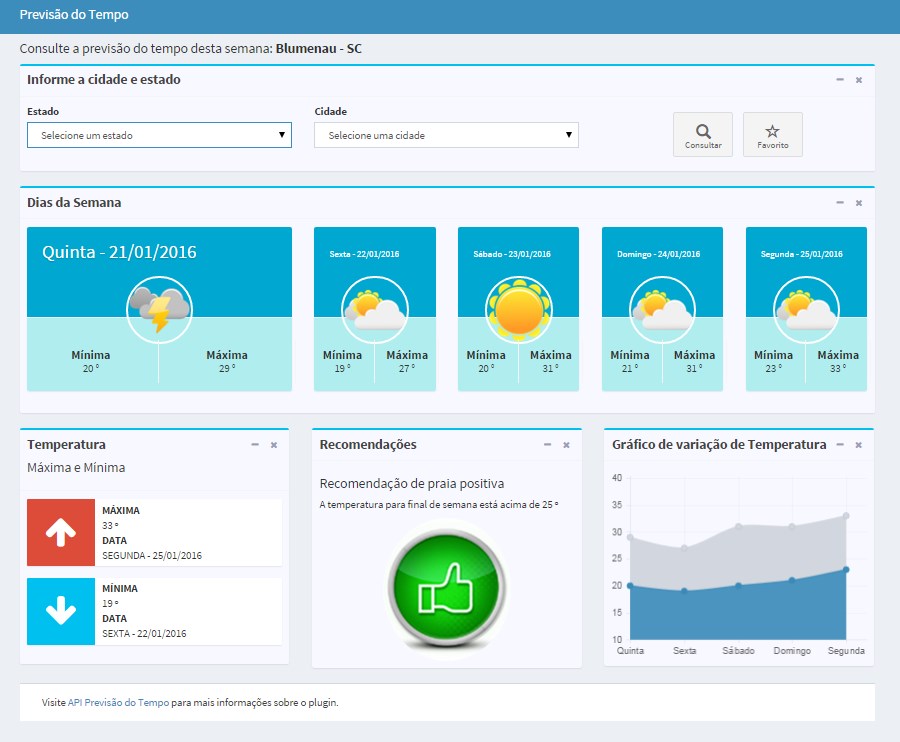 Previsão do Tempo
Consulte a previsão do tempo desta semana: Blumenau - SC
Informe a cidade e estado
Estado
Cidade
Selecione um estado
Selecione uma cidade
Consultar
Favorito
Dias da Semana
Quinta - 21/01/2016
Mínima
20 º
Máxima
29 º
Sexta - 22/01/2016
Mínima
19 º
Máxima
27 º
Sábado - 23/01/2016
Mínima
20 º
Máxima
31 º
Domingo - 24/01/2016
Mínima
21 º
Máxima
31 º
Segunda - 25/01/2016
Mínima
23 º
Máxima
33 º
Temperatura
Máxima e Mínima
MÁXIMA
33 º
DATA
SEGUNDA - 25/01/2016
MÍNIMA
19 º
DATA
SEXTA - 22/01/2016
Recomendações
Recomendação de praia positiva
A temperatura para final de semana está acima de 25 º
Gráfico de variação de Temperatura
40
35
30
25
20
15
10
Quinta Sexta Sábado Domingo Segunda
Visite API Previsão do Tempo para mais informações sobre o plugin.